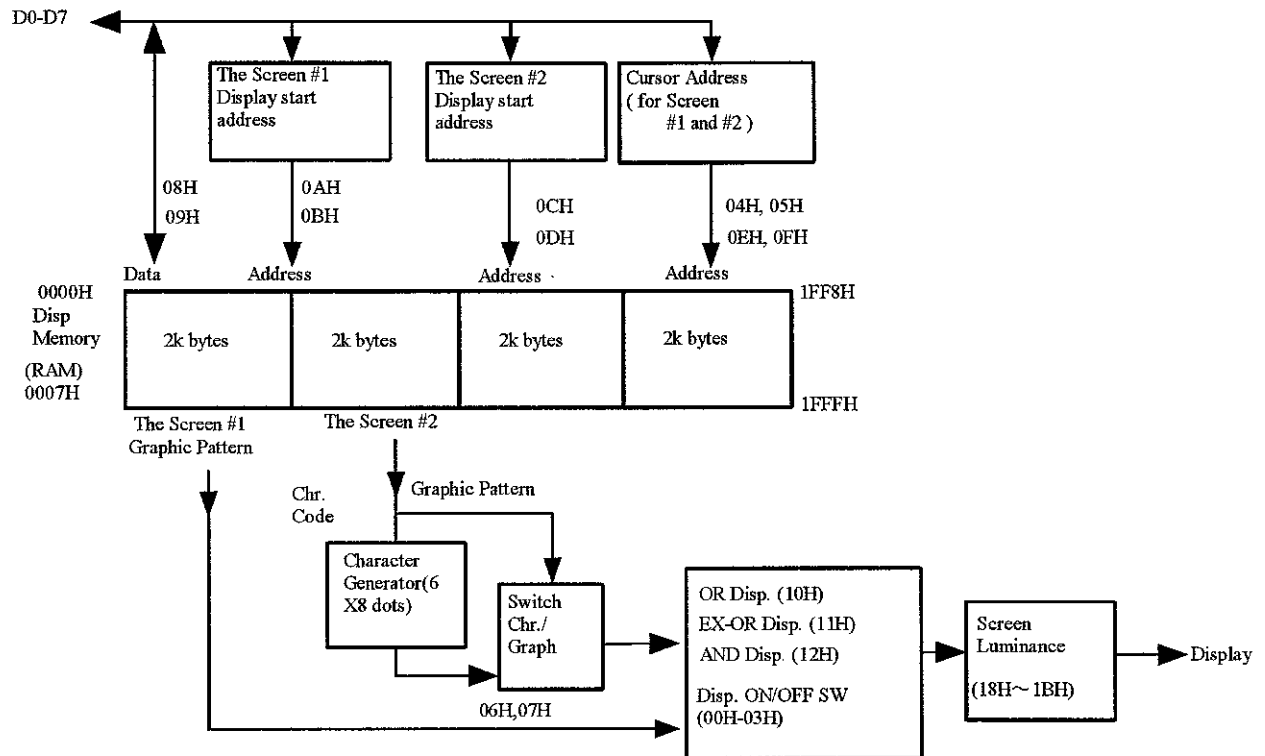 D0-D7
The Screen #1
Display start
address
The Screen #2
Display start
address
Cursor Address
( for Screen
#1 and #2 )
08H
09H
0AH
0BH
0CH
0DH
04H, 05H
0EH, 0FH
Data
Address
Address
Address
0000H
Disp
Memory
(RAM)
0007H
2k bytes
2k bytes
2k bytes
2k bytes
1FF8H
1FFFH
The Screen #1
Graphic Pattern
The Screen #2
Chr.
Code
Graphic Pattern
Character
Generator(6
X8 dots)
Switch
Chr./
Graph
06H,07H
OR Disp. (10H)
EX-OR Disp. (11H)
AND Disp. (12H)
Disp. ON/OFF SW
(00H-03H)
Screen
Luminance
(18H～1BH)
Display